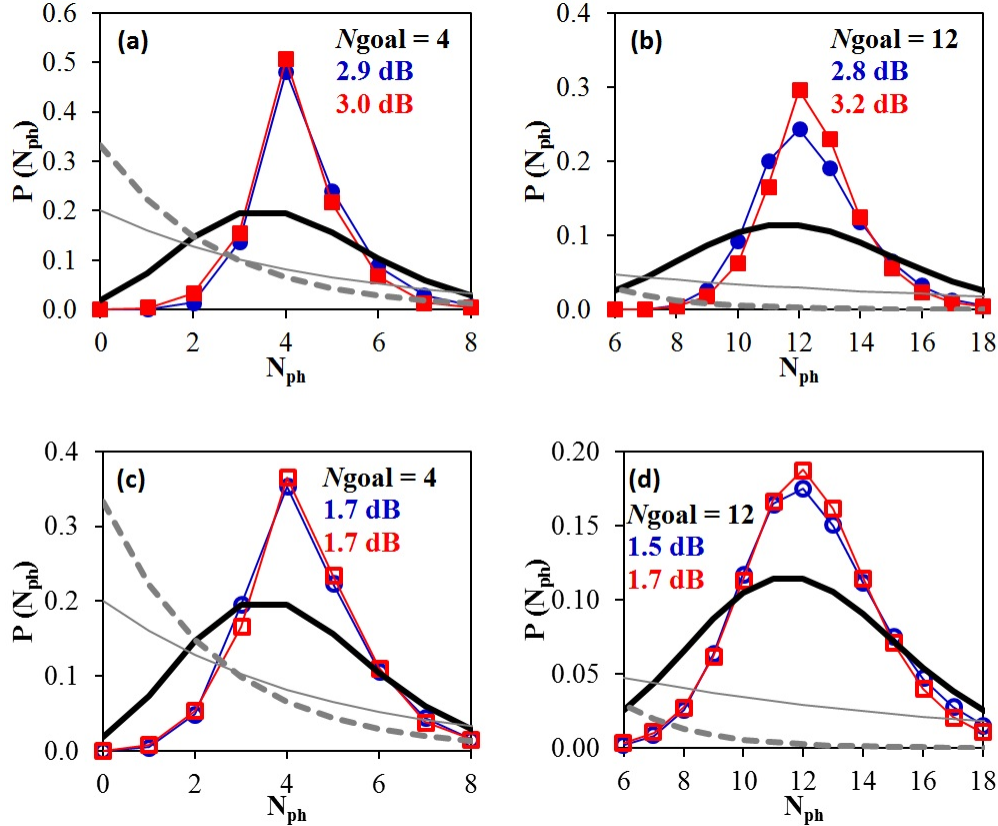 (a)
Ngoal = 4
2.9 dB
3.0 dB
P (Nph)
0.6
0.5
0.4
0.3
0.2
0.1
0.0
0 2 4 6 8
Nph
(b)
Ngoal = 12
2.8 dB
3.2 dB
P (Nph)
0.4
0.3
0.2
0.1
0.0
6 8 10 12 14 16 18
Nph
(c)
Ngoal = 4
1.7 dB
1.7 dB
P (Nph)
0.4
0.3
0.2
0.1
0.0
0 2 4 6 8
Nph
(d)
Ngoal = 12
1.5 dB
1.7 dB
P (Nph)
0.20
0.15
0.10
0.05
0.00
6 8 10 12 14 16 18
Nph